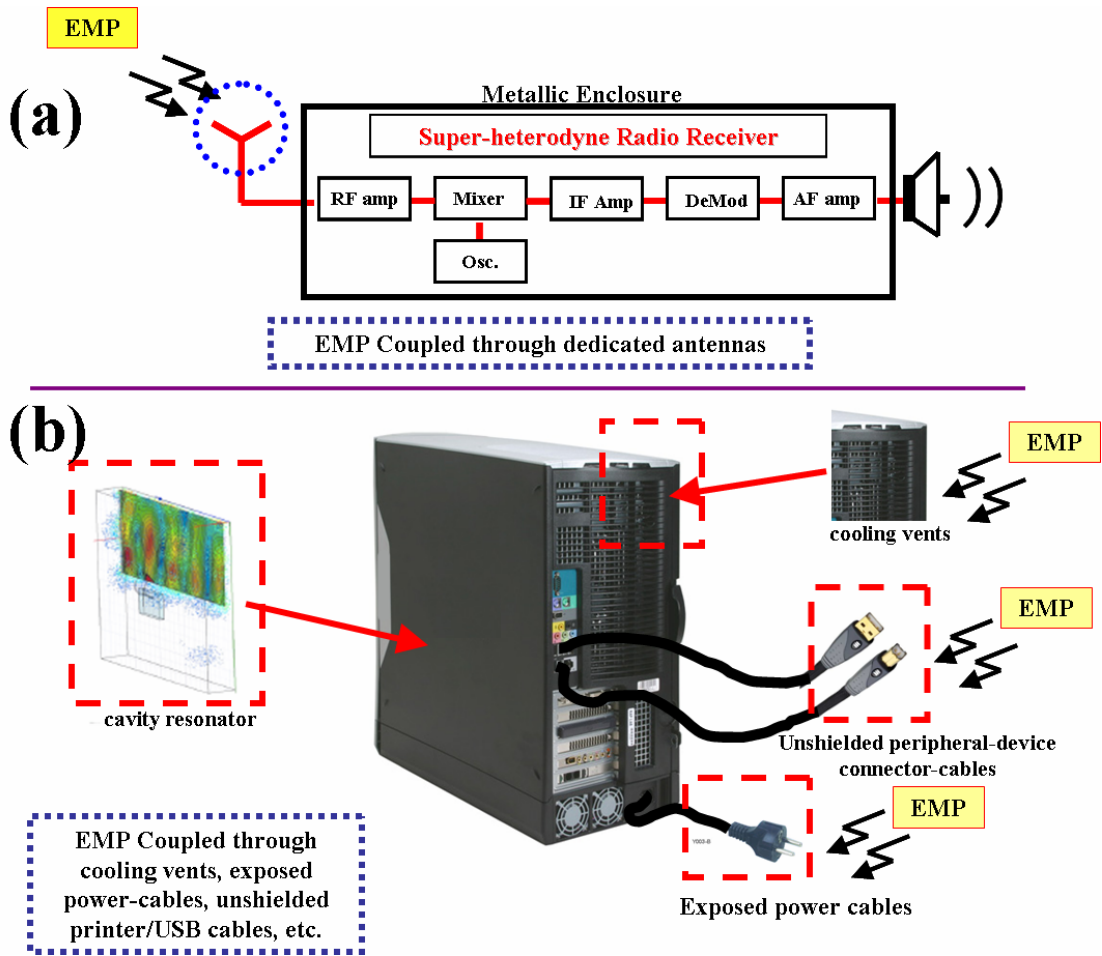 EMP
(a)
Metallic Enclosure
Super-heterodyne Radio Receiver
RF amp
Mixer
IF Amp
DeMod
AF amp
Osc.
EMP Coupled through dedicated antennas
(b)
EMP
cooling vents
EMP
cavity resonator
Unshielded peripheral-device
connector-cables
EMP
Y003-B
Exposed power cables
EMP Coupled through
cooling vents, exposed
power-cables, unshielded
printer/USB cables, etc.